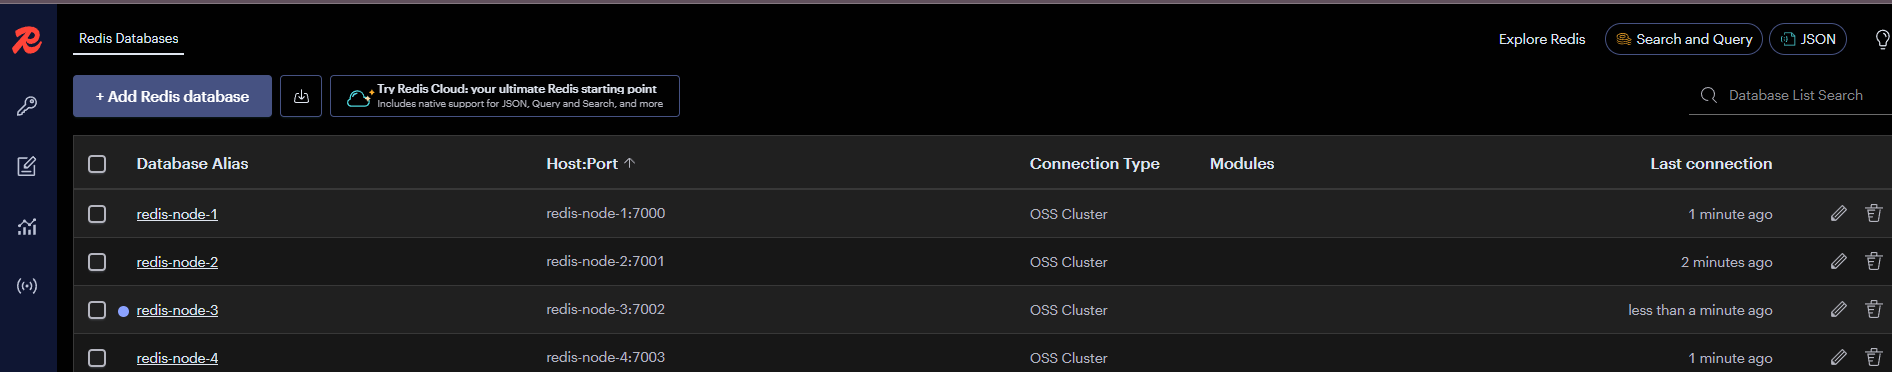 Redis Databases
Explore Redis
Search and Query
JSON
+ Add Redis database
Try Redis Cloud: your ultimate Redis starting point
Includes native support for JSON, Query and Search, and more
Database List Search
Database Alias Host:Port Connection Type Modules Last connection
redis-node-1 redis-node-1:7000 OSS Cluster 1 minute ago
redis-node-2 redis-node-2:7001 OSS Cluster 2 minutes ago
redis-node-3 redis-node-3:7002 OSS Cluster less than a minute ago
redis-node-4 redis-node-4:7003 OSS Cluster 1 minute ago